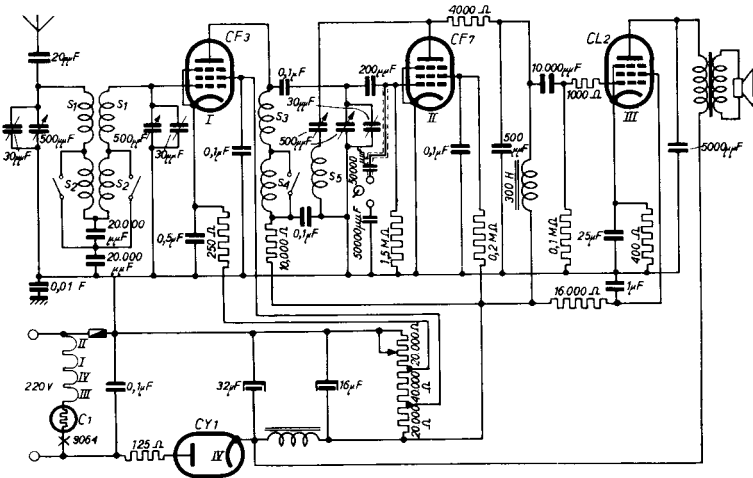 CF3
CF7
CL2
4000 Ω
20μμF
0,1μF
200μμF
10.000μμF
1000 Ω
S1
S1
S3
30μμF
I
II
III
500μμF
500μμF
500μμF
30μμF
30μμF
0,1μF
0,1μF
500 μμF
5000μμF
S2
S2
S4
S5
50000 μμF
300 H
20.000 μμF
20.000 μμF
0,5μF
250 Ω
10,000 Ω
0,1μF
50000μμF
1,5 MΩ
0,2 MΩ
0,1 MΩ
25μF
400 Ω
0,01 F
16.000 Ω
1μF
II
I
IV
III
220V
0,1μF
32μF
16μF
20.000 Ω
40.000 Ω
20.000 Ω
C1
9064
125 Ω
CY1
IV